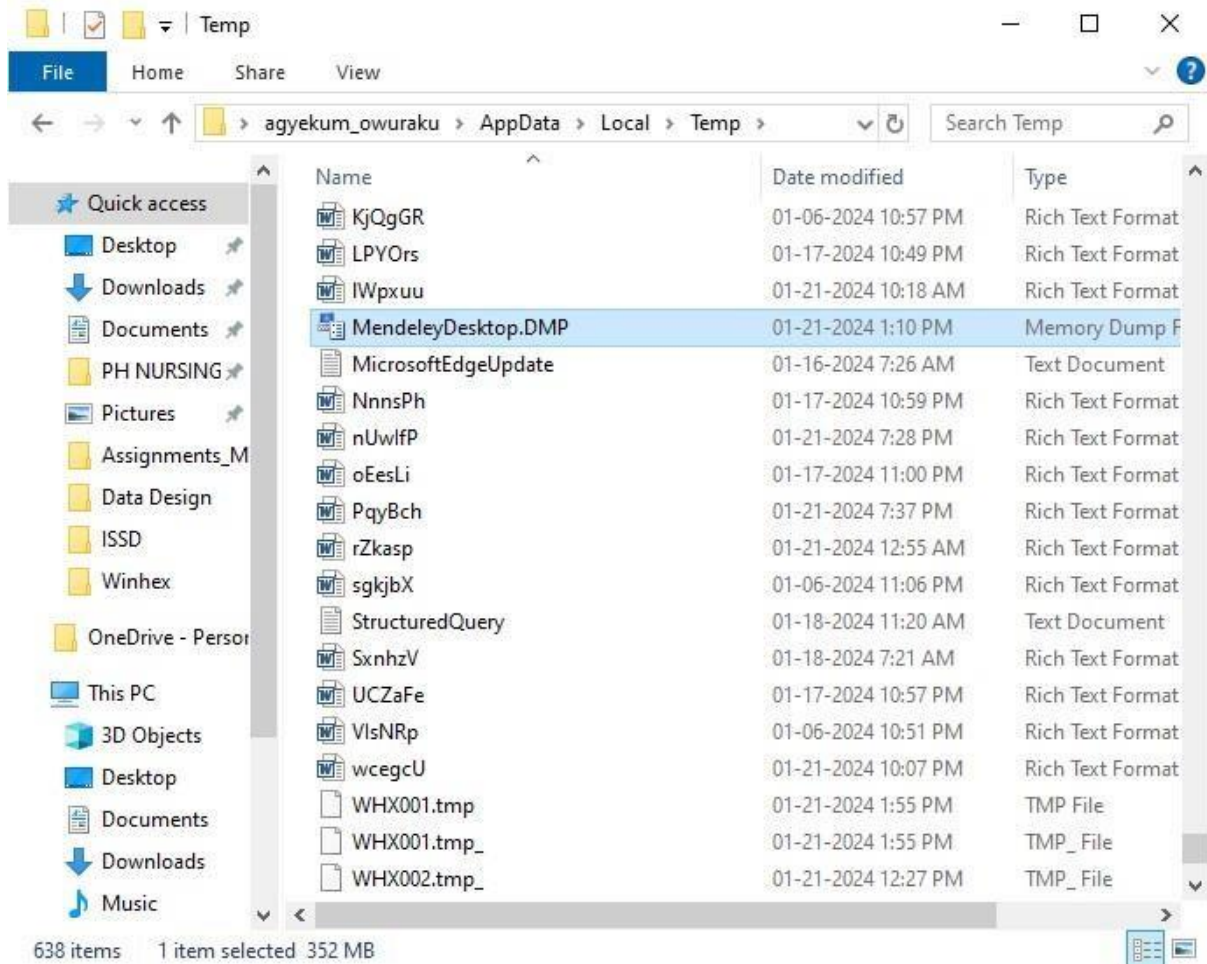 Temp
File Home Share View
agyekum_owuraku > AppData > Local > Temp > Search Temp
Quick access
Desktop
Downloads
Documents
PH NURSING
Pictures
Assignments_M
Data Design
ISSD
Winhex
OneDrive - Person
This PC
3D Objects
Desktop
Documents
Downloads
Music
Name Date modified Type
KjQgGR 01-06-2024 10:57 PM Rich Text Format
LPYOrs 01-17-2024 10:49 PM Rich Text Format
lWpxuu 01-21-2024 10:18 AM Rich Text Format
MendeleyDesktop.DMP 01-21-2024 1:10 PM Memory Dump F
MicrosoftEdgeUpdate 01-16-2024 7:26 AM Text Document
NnnsPh 01-17-2024 10:59 PM Rich Text Format
nUwlfP 01-21-2024 7:28 PM Rich Text Format
oEesLi 01-17-2024 11:00 PM Rich Text Format
PqyBch 01-21-2024 7:37 PM Rich Text Format
rZkasp 01-21-2024 12:55 AM Rich Text Format
sgkjbX 01-06-2024 11:06 PM Rich Text Format
StructuredQuery 01-18-2024 11:20 AM Text Document
SxnhzV 01-18-2024 7:21 AM Rich Text Format
UCZaFe 01-17-2024 10:57 PM Rich Text Format
VlsNRp 01-06-2024 10:51 PM Rich Text Format
wcegcU 01-21-2024 10:07 PM Rich Text Format
WHX001.tmp 01-21-2024 1:55 PM TMP File
WHX001.tmp_ 01-21-2024 1:55 PM TMP_ File
WHX002.tmp_ 01-21-2024 12:27 PM TMP_ File
638 items 1 item selected 352 MB